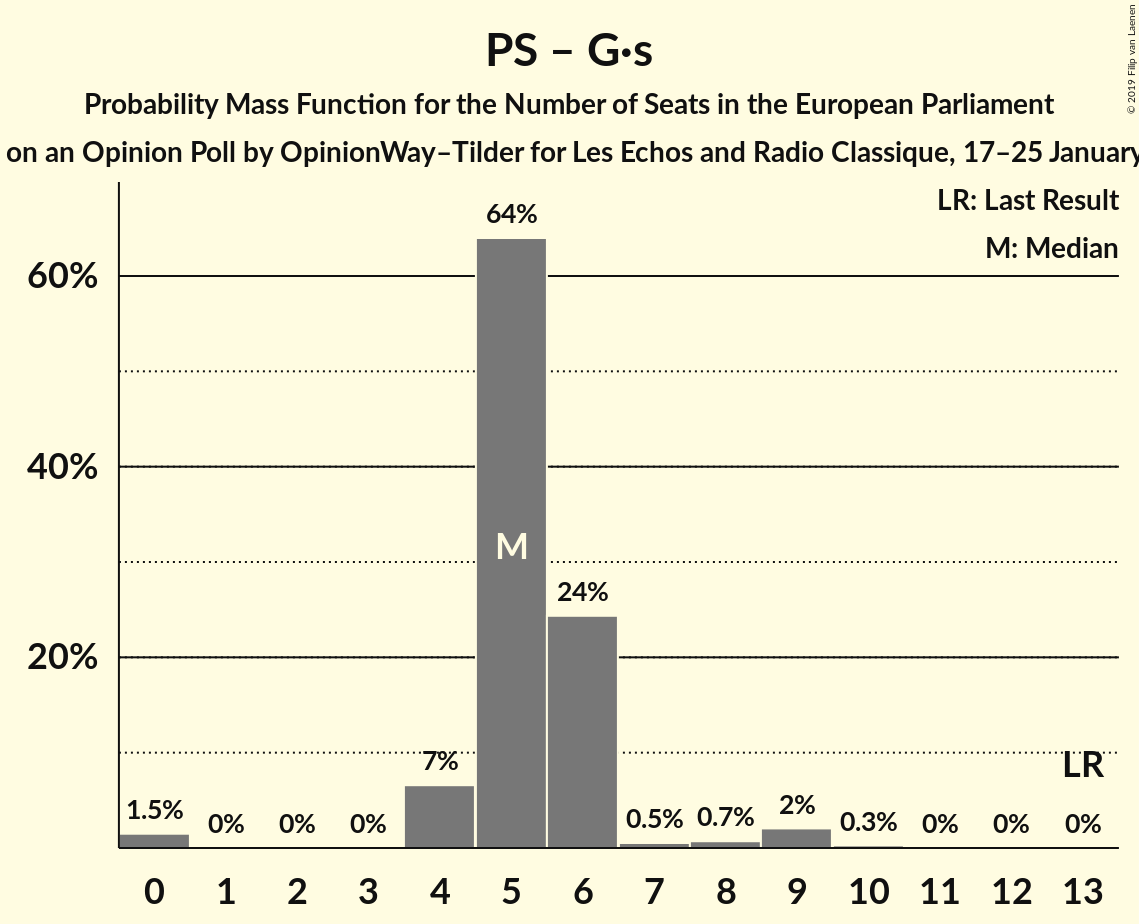 PS – G·s
Probability Mass Function for the Number of Seats in the European Parliament
on an Opinion Poll by OpinionWay–Tilder for Les Echos and Radio Classique, 17–25 January
© 2019 Filip van Laenen
LR: Last Result
M: Median
64%
60%
40%
M
24%
20%
7%
LR
1.5%
0%
0%
0%
0.5%
0.7%
2%
0.3%
0%
0%
0%
0 1 2 3 4 5 6 7 8 9 10 11 12 13